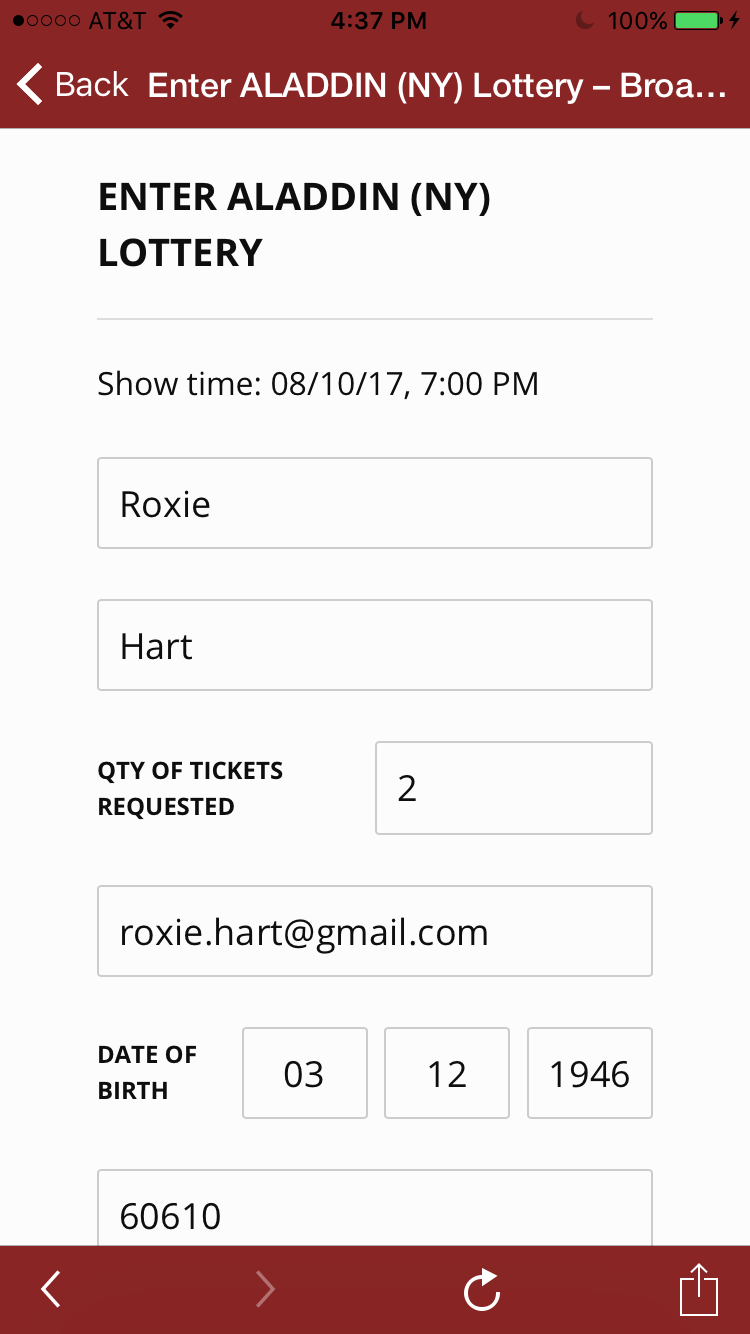 AT&T 4:37 PM 100%
Back Enter ALADDIN (NY) Lottery – Broa...
ENTER ALADDIN (NY)
LOTTERY
Show time: 08/10/17, 7:00 PM
Roxie
Hart
QTY OF TICKETS
REQUESTED
2
roxie.hart@gmail.com
DATE OF
BIRTH
03 12 1946
60610